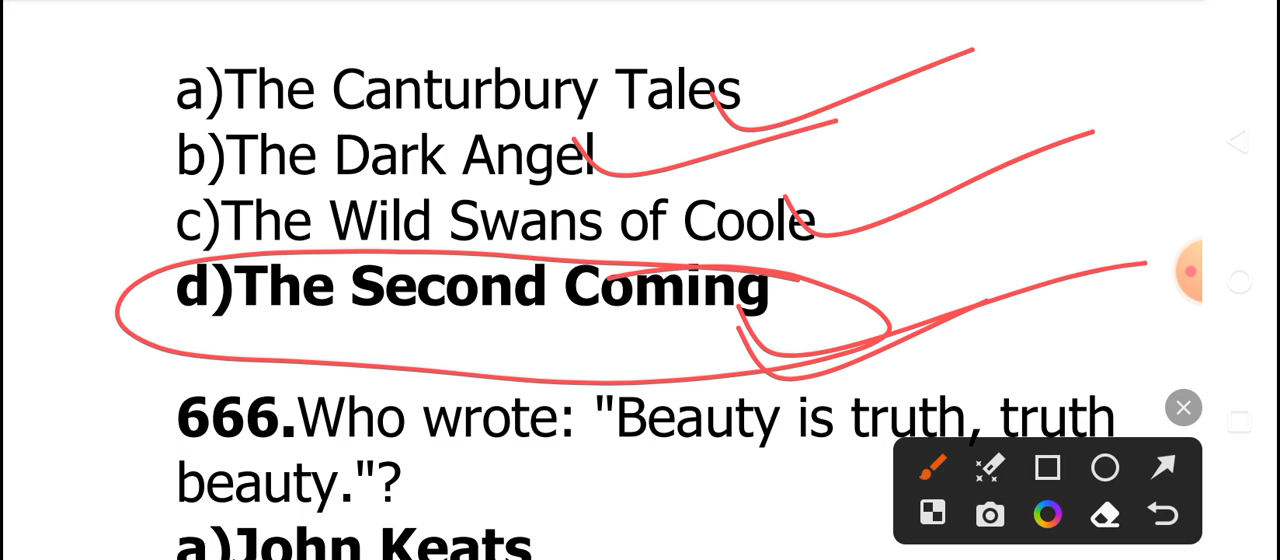 a)The Canturbury Tales
b)The Dark Angel
c)The Wild Swans of Coole
d)The Second Coming
666.Who wrote: "Beauty is truth, truth
beauty."?
a)John Keats